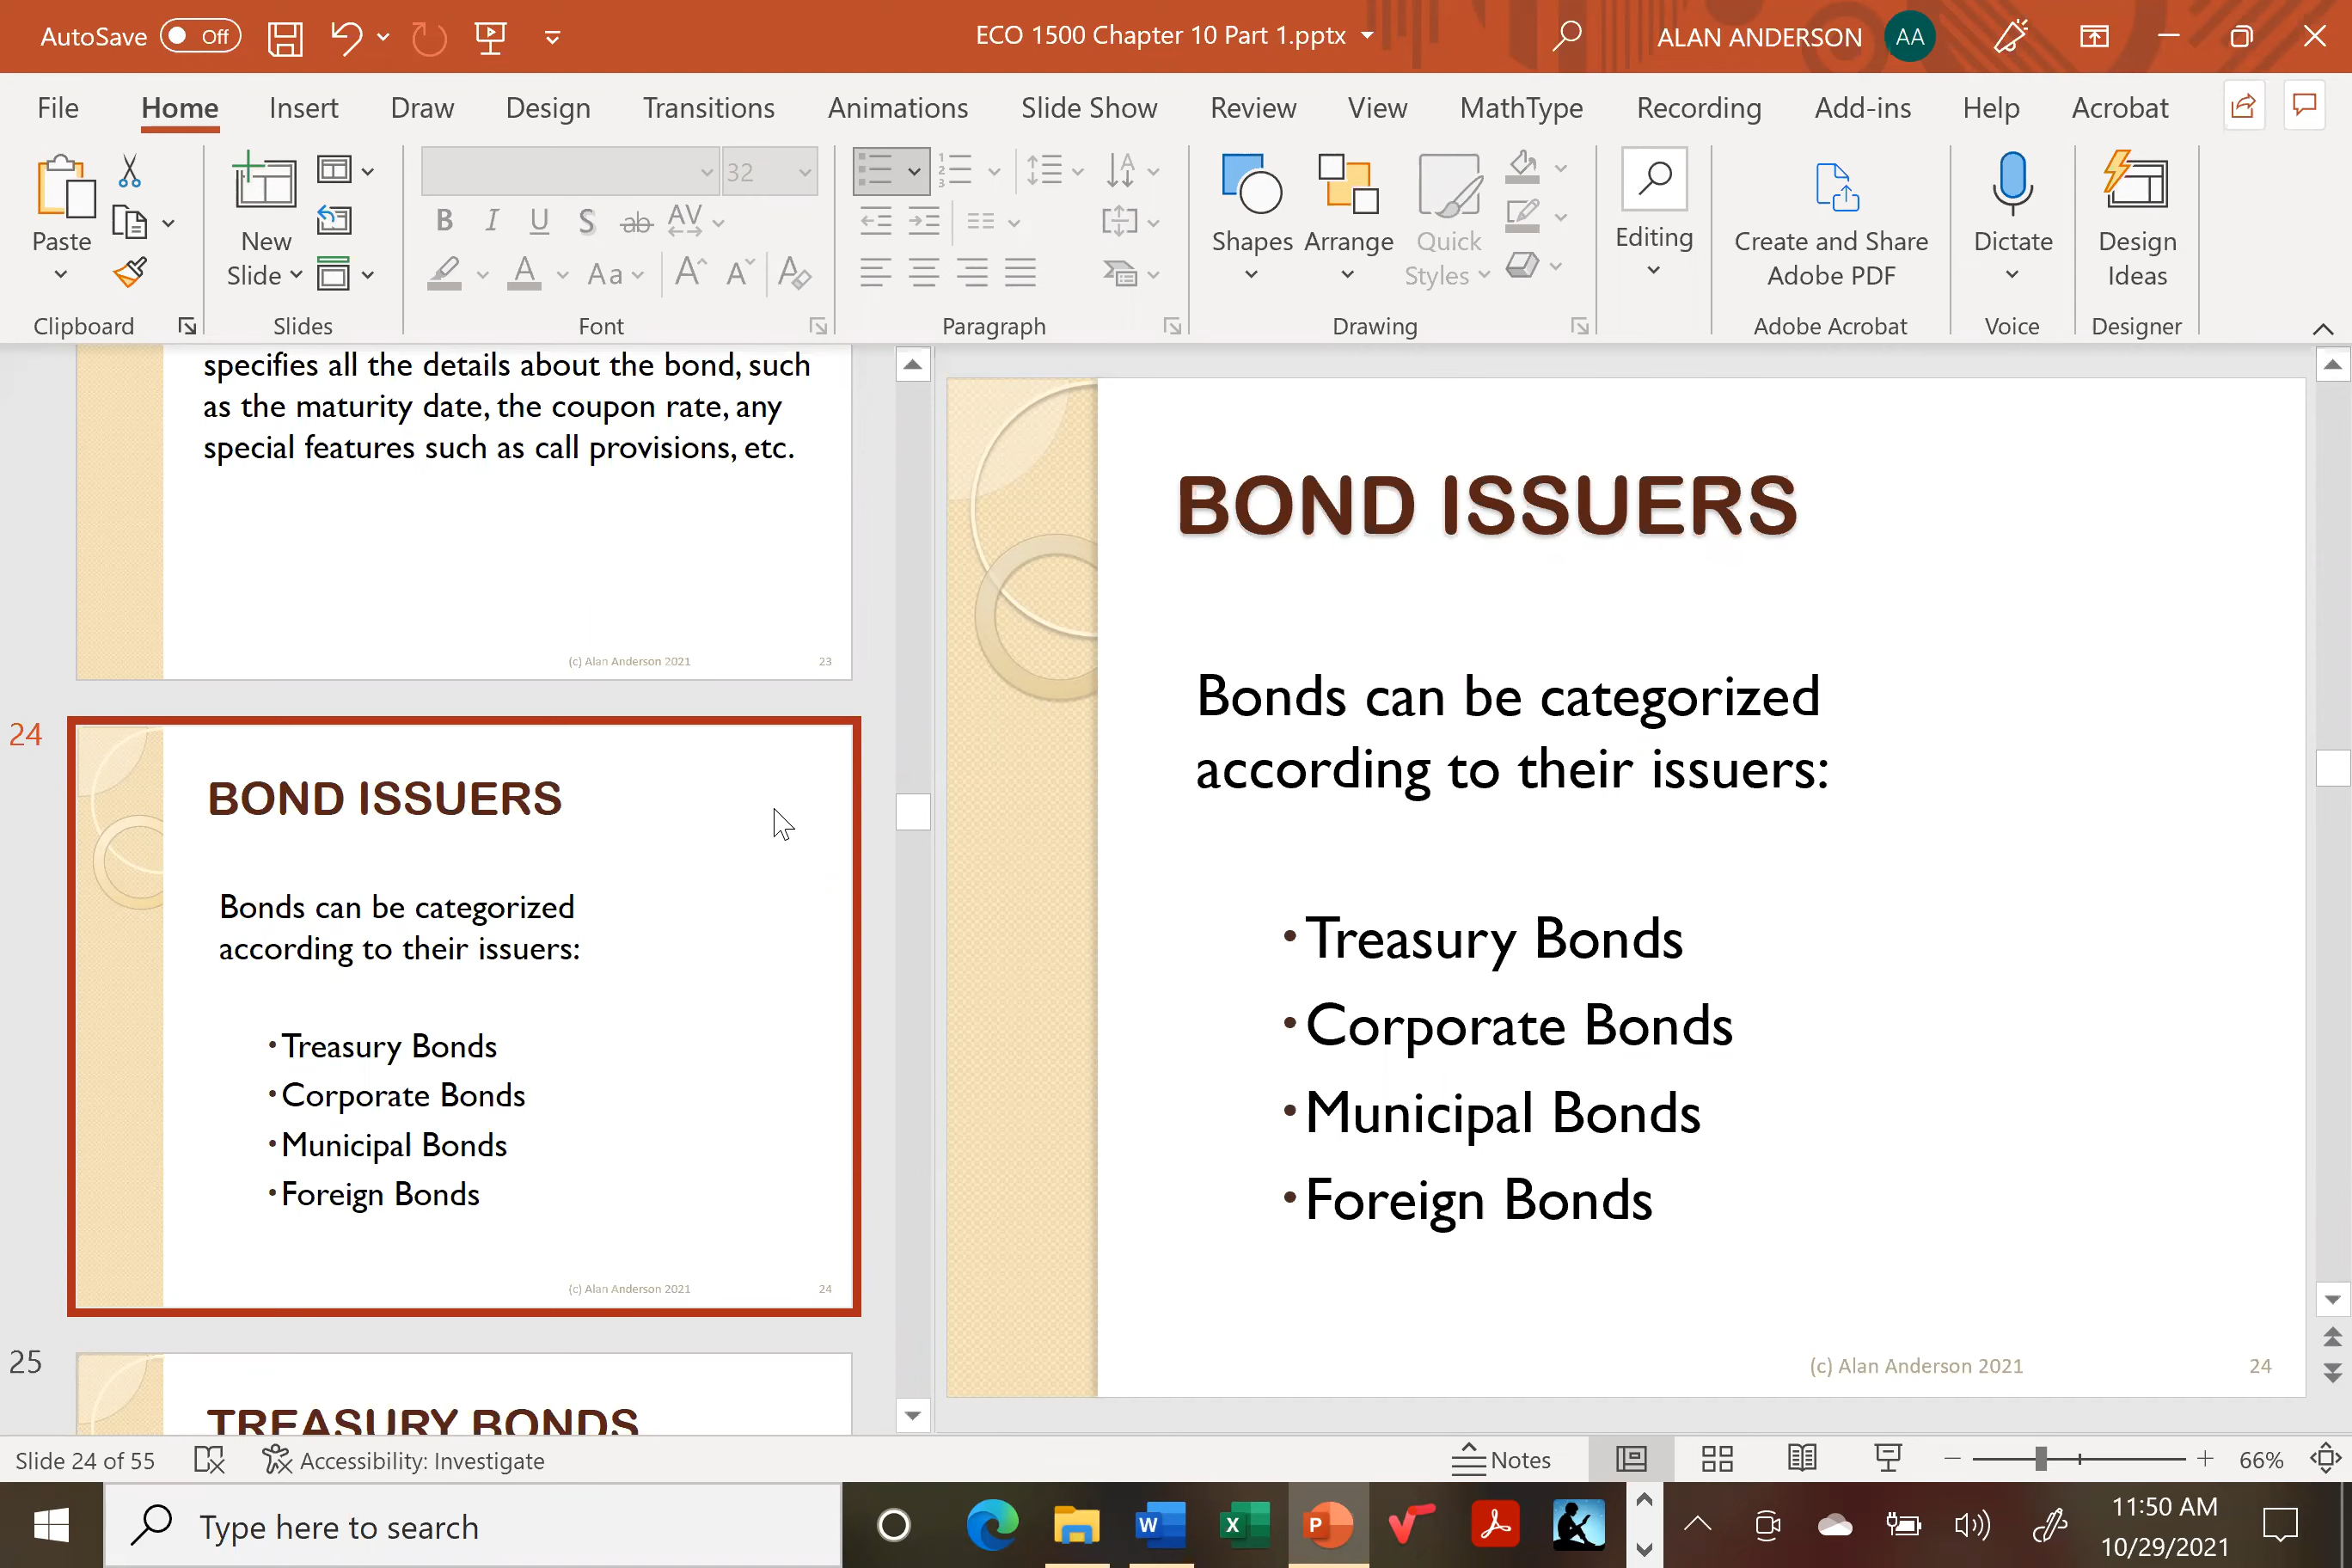 AutoSave Off
ECO 1500 Chapter 10 Part 1.pptx
ALAN ANDERSON AA
File Home Insert Draw Design Transitions Animations Slide Show Review View MathType Recording Add-ins Help Acrobat
Paste
Clipboard
New
Slide
Slides
32
B I U S ab AV
A Aa A A A
Font
Paragraph
Shapes
Arrange
Quick
Styles
Drawing
Editing
Create and Share
Adobe PDF
Adobe Acrobat
Dictate
Voice
Design
Ideas
Designer
specifies all the details about the bond, such
as the maturity date, the coupon rate, any
special features such as call provisions, etc.
(c) Alan Anderson 2021 23
24
BOND ISSUERS
Bonds can be categorized
according to their issuers:
•Treasury Bonds
•Corporate Bonds
•Municipal Bonds
•Foreign Bonds
(c) Alan Anderson 2021 24
25
TREASURY BONDS
BOND ISSUERS
Bonds can be categorized
according to their issuers:
•Treasury Bonds
•Corporate Bonds
•Municipal Bonds
•Foreign Bonds
(c) Alan Anderson 2021 24
Slide 24 of 55 Accessibility: Investigate Notes 66%
Type here to search
11:50 AM
10/29/2021